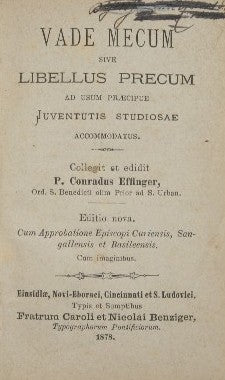 VADE MECUM
SIVE
LIBELLUS PRECUM
AD USUM PRÆCIPUE
JUVENTUTIS STUDIOSAE
ACCOMMODATUS.
Collegit et edidit
P. Conradus Effinger,
Ord. S. Benedicti olim Prior ad S. Urban.
Editio nova.
Cum Approbatione Episcopi Curiensis, San-
gallensis et Basileensis.
Cum imaginibus.
Einsidlæ, Novi-Eboraci, Cincinnati et S. Ludovici,
Typis et Sumptibus
Fratrum Caroli et Nicolai Benziger,
Typographorum Pontificiorum.
1878.